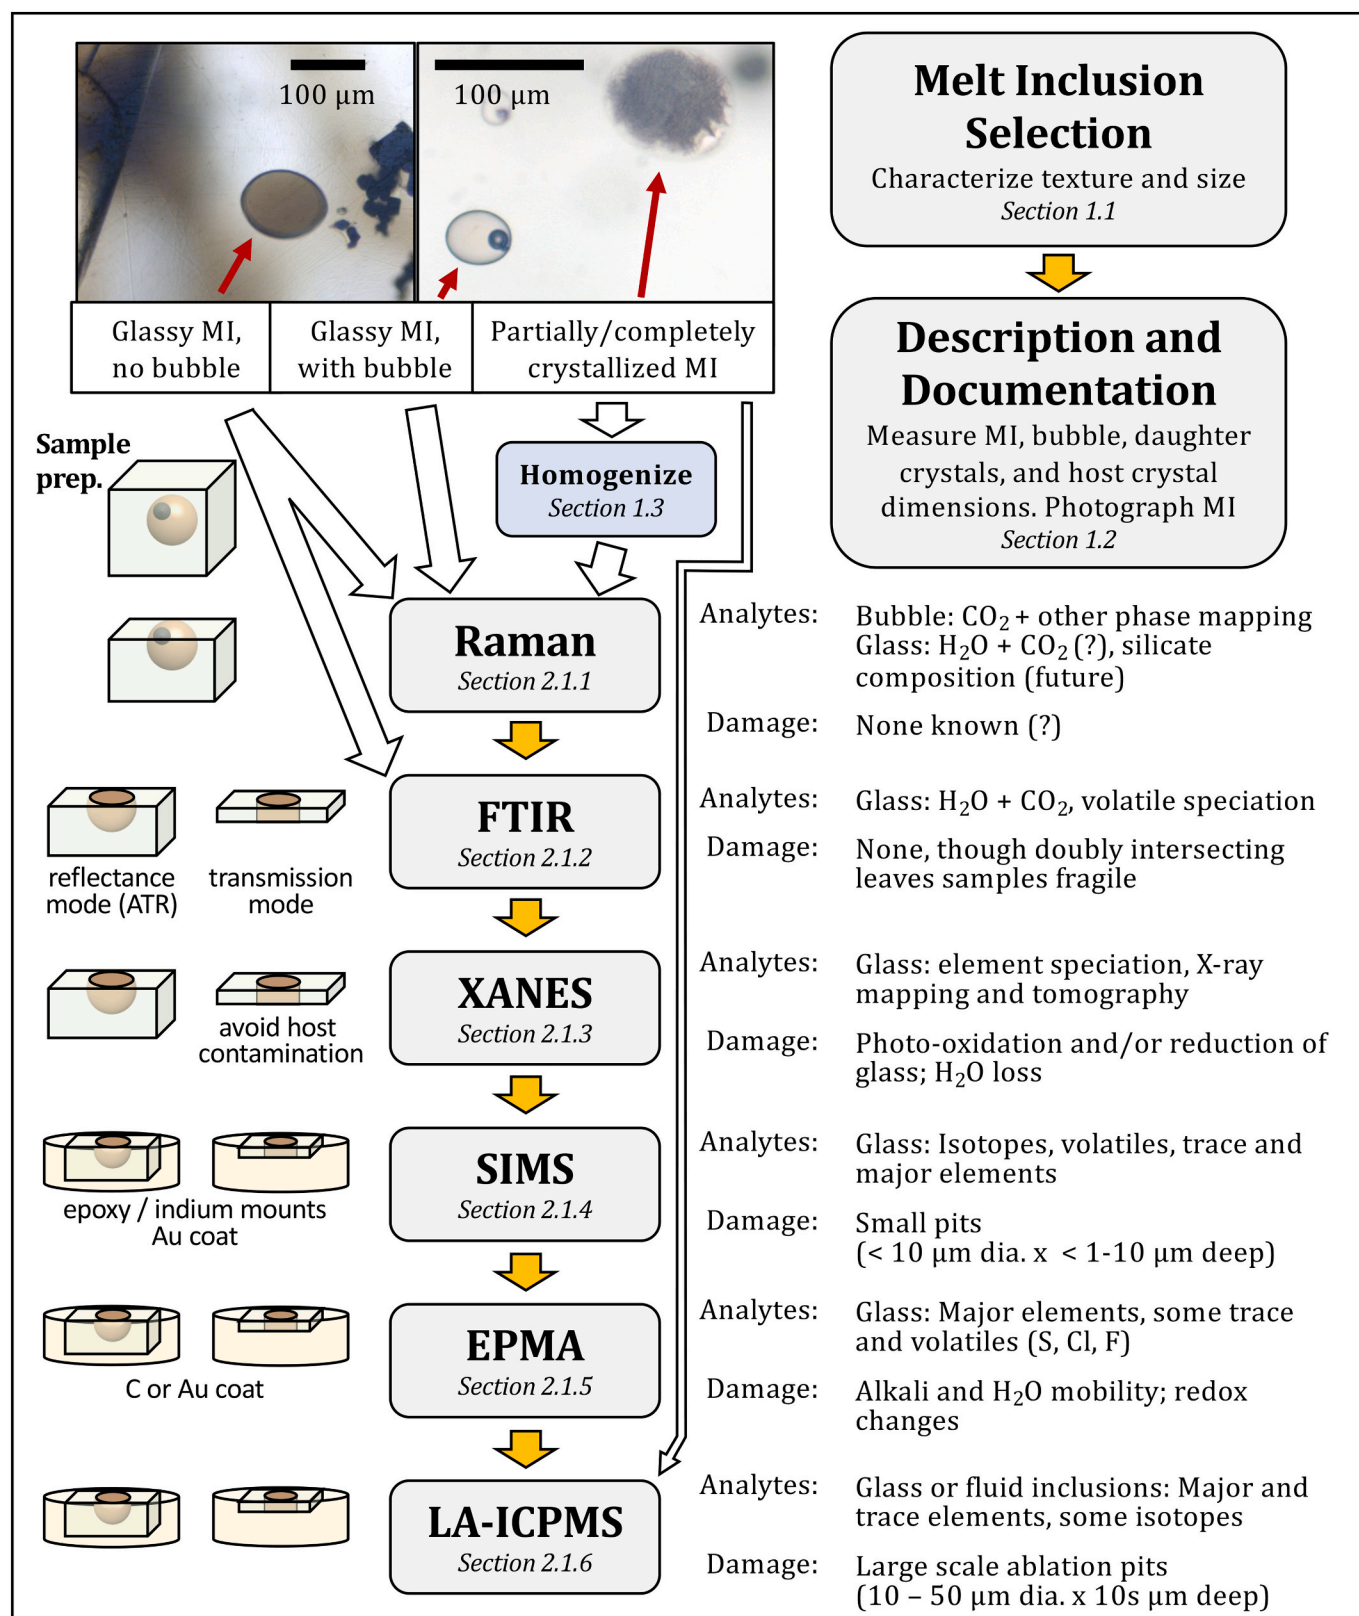 100 µm
100 µm
Glassy MI,
no bubble
Glassy MI,
with bubble
Partially/completely
crystallized MI
Melt Inclusion
Selection
Characterize texture and size
Section 1.1
Description and
Documentation
Measure MI, bubble, daughter
crystals, and host crystal
dimensions. Photograph MI
Section 1.2
Sample
prep.
Homogenize
Section 1.3
Raman
Section 2.1.1
Analytes: Bubble: CO₂ + other phase mapping
Glass: H₂O + CO₂ (?), silicate
composition (future)
Damage: None known (?)
reflectance
mode (ATR)
transmission
mode
FTIR
Section 2.1.2
Analytes: Glass: H₂O + CO₂, volatile speciation
Damage: None, though doubly intersecting
leaves samples fragile
avoid host
contamination
XANES
Section 2.1.3
Analytes: Glass: element speciation, X-ray
mapping and tomography
Damage: Photo-oxidation and/or reduction of
glass; H₂O loss
epoxy / indium mounts
Au coat
SIMS
Section 2.1.4
Analytes: Glass: Isotopes, volatiles, trace and
major elements
Damage: Small pits
(< 10 µm dia. x < 1-10 µm deep)
C or Au coat
EPMA
Section 2.1.5
Analytes: Glass: Major elements, some trace
and volatiles (S, Cl, F)
Damage: Alkali and H₂O mobility; redox
changes
LA-ICPMS
Section 2.1.6
Analytes: Glass or fluid inclusions: Major and
trace elements, some isotopes
Damage: Large scale ablation pits
(10 – 50 µm dia. x 10s µm deep)